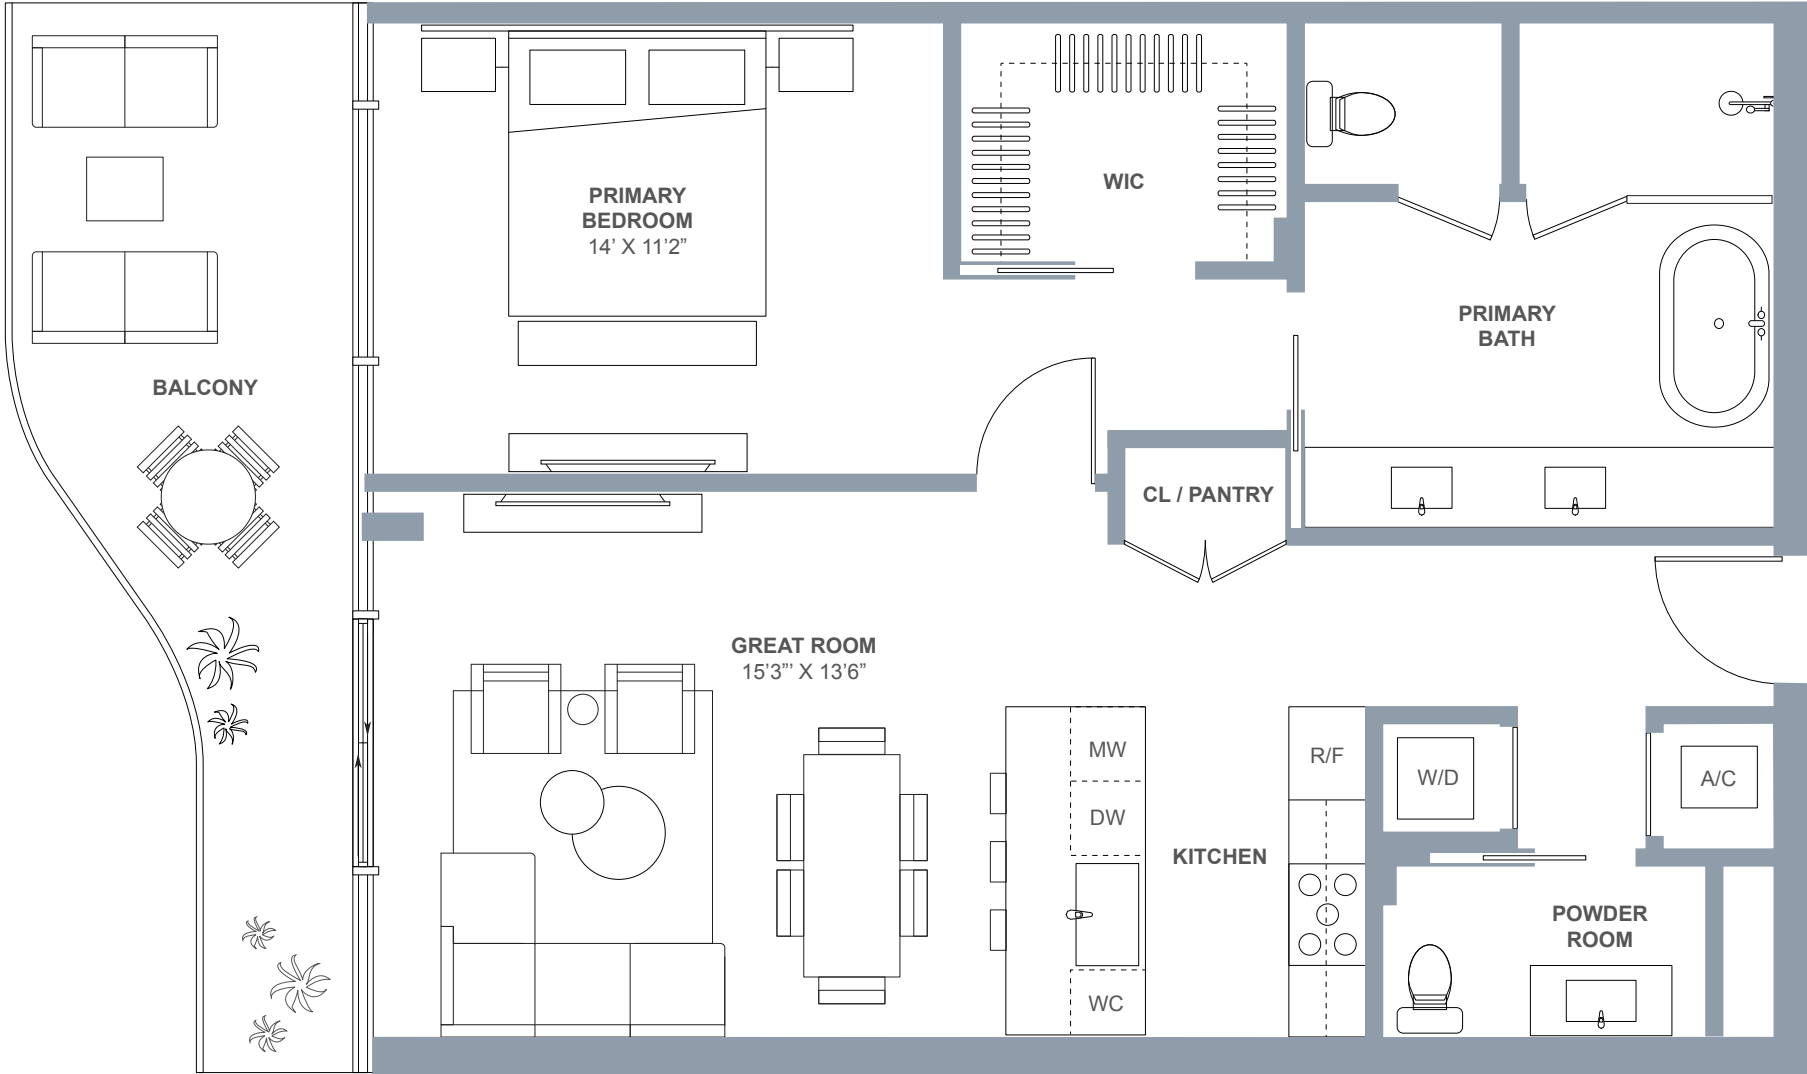 PRIMARY
BEDROOM
14’ X 11’2”
WIC
PRIMARY
BATH
BALCONY
CL / PANTRY
GREAT ROOM
15’3”’ X 13’6”
MW
DW
WC
KITCHEN
R/F
W/D
A/C
POWDER
ROOM